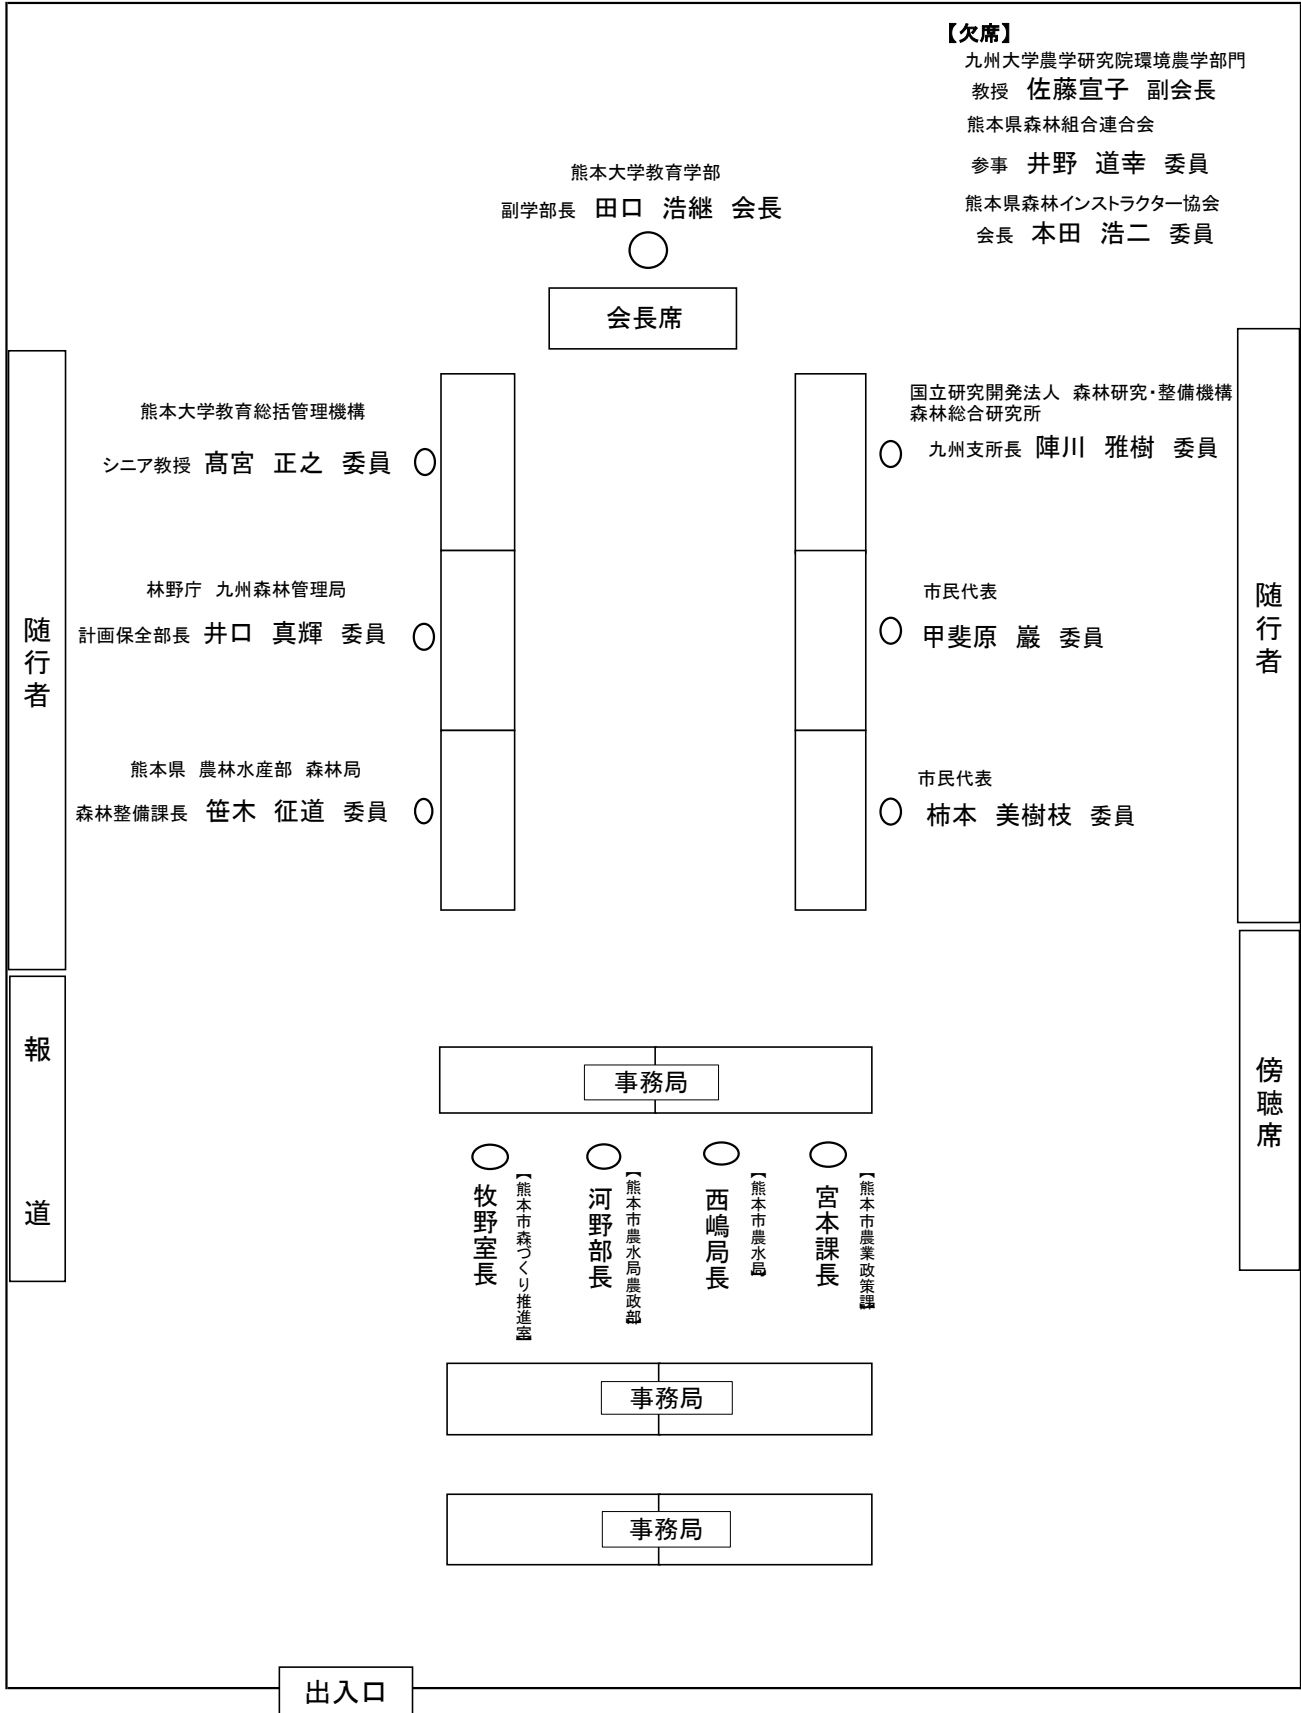 【欠席】
九州大学農学研究院環境農学部門
教授 佐藤宣子 副会長
熊本県森林組合連合会
参事 井野 道幸 委員
熊本県森林インストラクター協会
会長 本田 浩二 委員
熊本大学教育学部
副学部長 田口 浩継 会長
会長席
熊本大学教育総括管理機構
シニア教授 髙宮 正之 委員
林野庁 九州森林管理局
計画保全部長 井口 真輝 委員
熊本県 農林水産部 森林局
森林整備課長 笹木 征道 委員
国立研究開発法人 森林研究・整備機構
森林総合研究所
九州支所長 陣川 雅樹 委員
市民代表
甲斐原 巌 委員
市民代表
柿本 美樹枝 委員
随行者
随行者
報道
傍聴席
事務局
牧野室長
【熊本市森づくり推進室】
河野部長
【熊本市農水局農政部】
西嶋局長
【熊本市農水局】
宮本課長
【熊本市農業政策課】
事務局
事務局
出入口